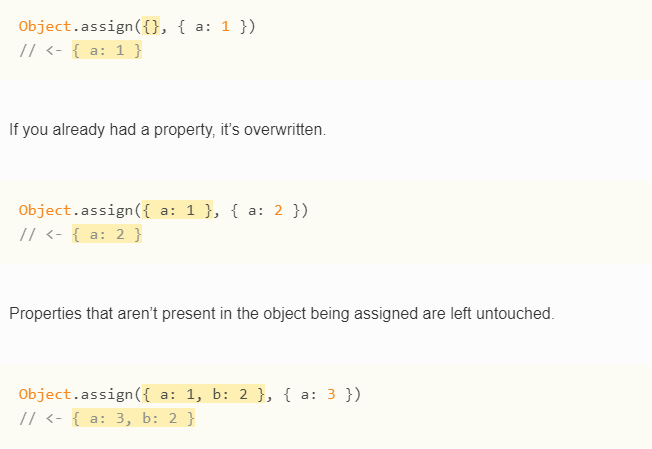 Object.assign({}, { a: 1 })
// <- { a: 1 }
If you already had a property, it’s overwritten.
Object.assign({ a: 1 }, { a: 2 })
// <- { a: 2 }
Properties that aren’t present in the object being assigned are left untouched.
Object.assign({ a: 1, b: 2 }, { a: 3 })
// <- { a: 3, b: 2 }